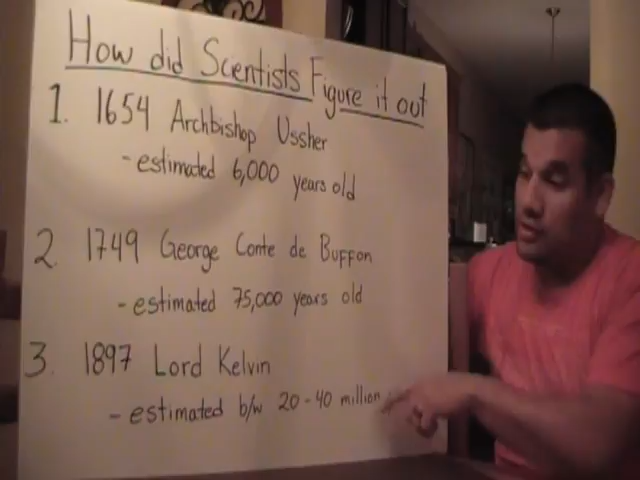 How did Scentists Figure it out
1. 1654 Archbishop Ussher
- estimated 6,000 years old
2. 1749 George Conte de Buffon
- estimated 75,000 years old
3. 1897 Lord Kelvin
- estimated b/w 20-40 million